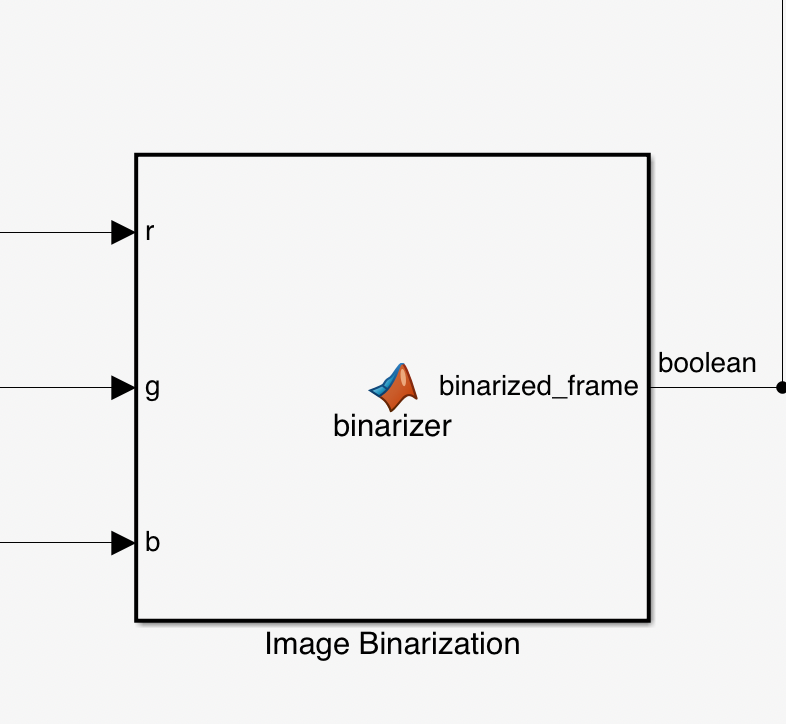 r
g
binarized_frame
boolean
binarizer
b
Image Binarization